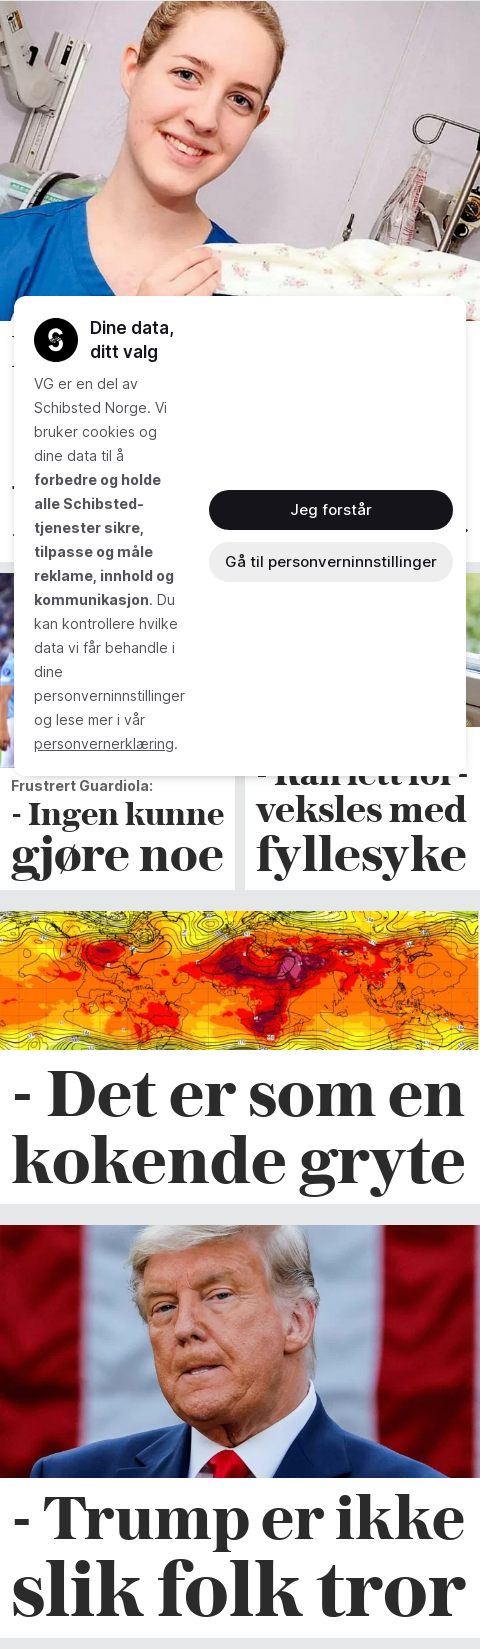 Dine data,
ditt valg
VG er en del av
Schibsted Norge. Vi
bruker cookies og
dine data til å
forbedre og holde
alle Schibsted-
tjenester sikre,
tilpasse og måle
reklame, innhold og
kommunikasjon. Du
kan kontrollere hvilke
data vi får behandle i
dine
personverninnstillinger
og lese mer i vår
personvernerklæring.
Jeg forstår
Gå til personverninnstillinger
Frustrert Guardiola:
- Ingen kunne
gjøre noe
- Kan lett for-
veksles med
fyllesyke
- Det er som en
kokende gryte
- Trump er ikke
slik folk tror